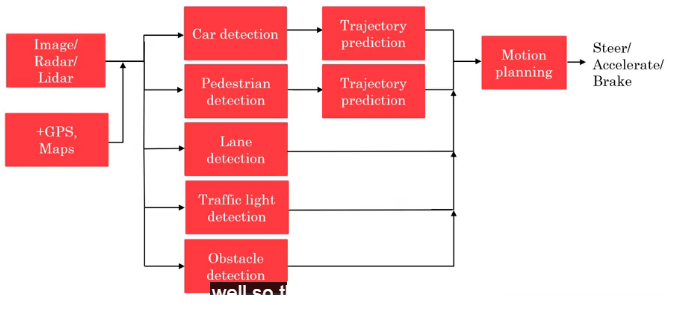 Image/
Radar/
Lidar
+GPS,
Maps
Car detection
Trajectory
prediction
Pedestrian
detection
Trajectory
prediction
Lane
detection
Traffic light
detection
Obstacle
detection
Motion
planning
Steer/
Accelerate/
Brake
well so